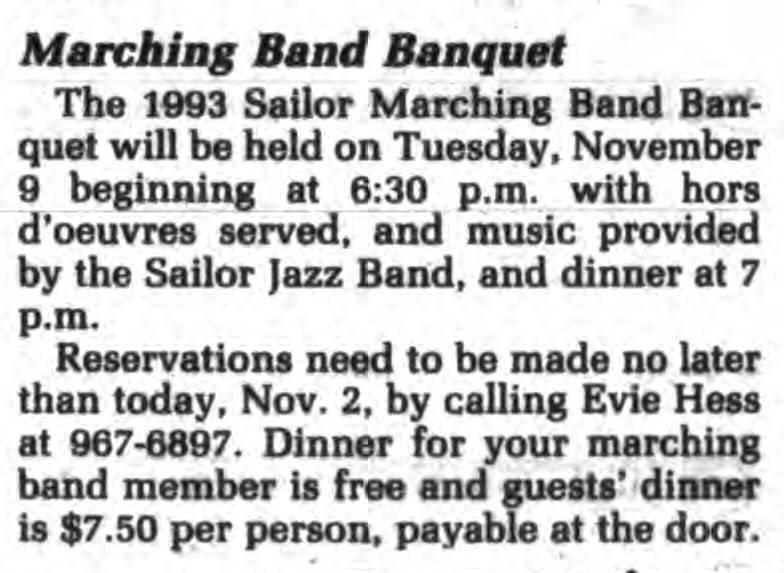 Marching Band Banquet
The 1993 Sailor Marching Band Ban-
quet will be held on Tuesday, November
9 beginning at 6:30 p.m. with hors
d'oeuvres served, and music provided
by the Sailor Jazz Band, and dinner at 7
p.m.
Reservations need to be made no later
than today, Nov. 2, by calling Evie Hess
at 967-6897. Dinner for your marching
band member is free and guests' dinner
is $7.50 per person, payable at the door.